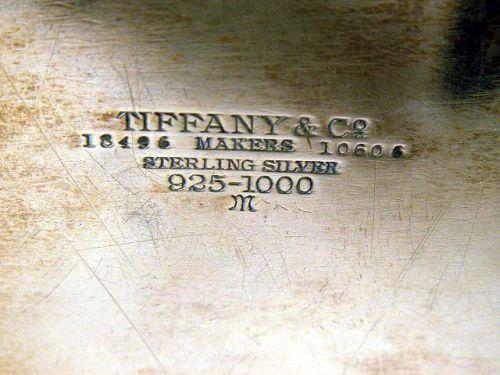 TIFFANY & Co
18496 MAKERS 10606
STERLING SILVER
925-1000
M